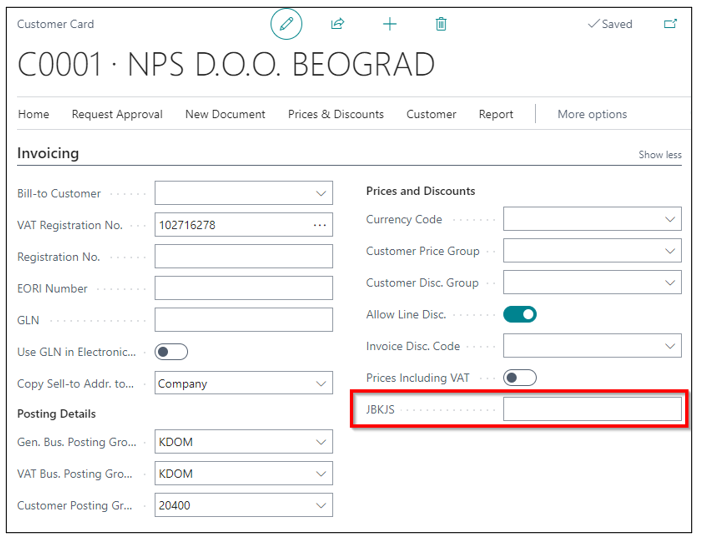 Customer Card
Saved
C0001 · NPS D.O.O. BEOGRAD
Home Request Approval New Document Prices & Discounts Customer Report More options
Invoicing
Show less
Bill-to Customer
VAT Registration No. 102716278 ...
Registration No.
EORI Number
GLN
Use GLN in Electronic...
Copy Sell-to Addr. to... Company
Posting Details
Gen. Bus. Posting Gro... KDOM
VAT Bus. Posting Gro... KDOM
Customer Posting Gr... 20400
Prices and Discounts
Currency Code
Customer Price Group
Customer Disc. Group
Allow Line Disc.
Invoice Disc. Code
Prices Including VAT
JBKJS